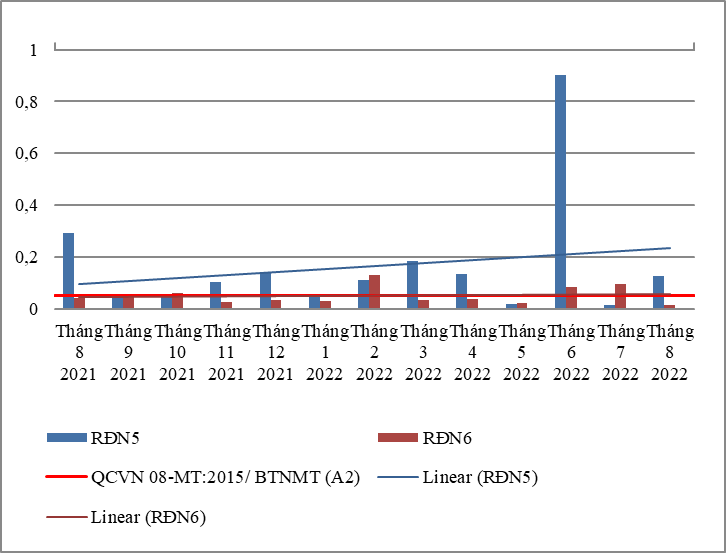 1
0,8
0,6
0,4
0,2
0
Tháng Tháng Tháng Tháng Tháng Tháng Tháng Tháng Tháng Tháng Tháng Tháng Tháng
8 9 10 11 12 1 2 3 4 5 6 7 8
2021 2021 2021 2021 2021 2022 2022 2022 2022 2022 2022 2022 2022
RĐN5 RĐN6
QCVN 08-MT:2015/ BTNMT (A2) Linear (RĐN5)
Linear (RĐN6)